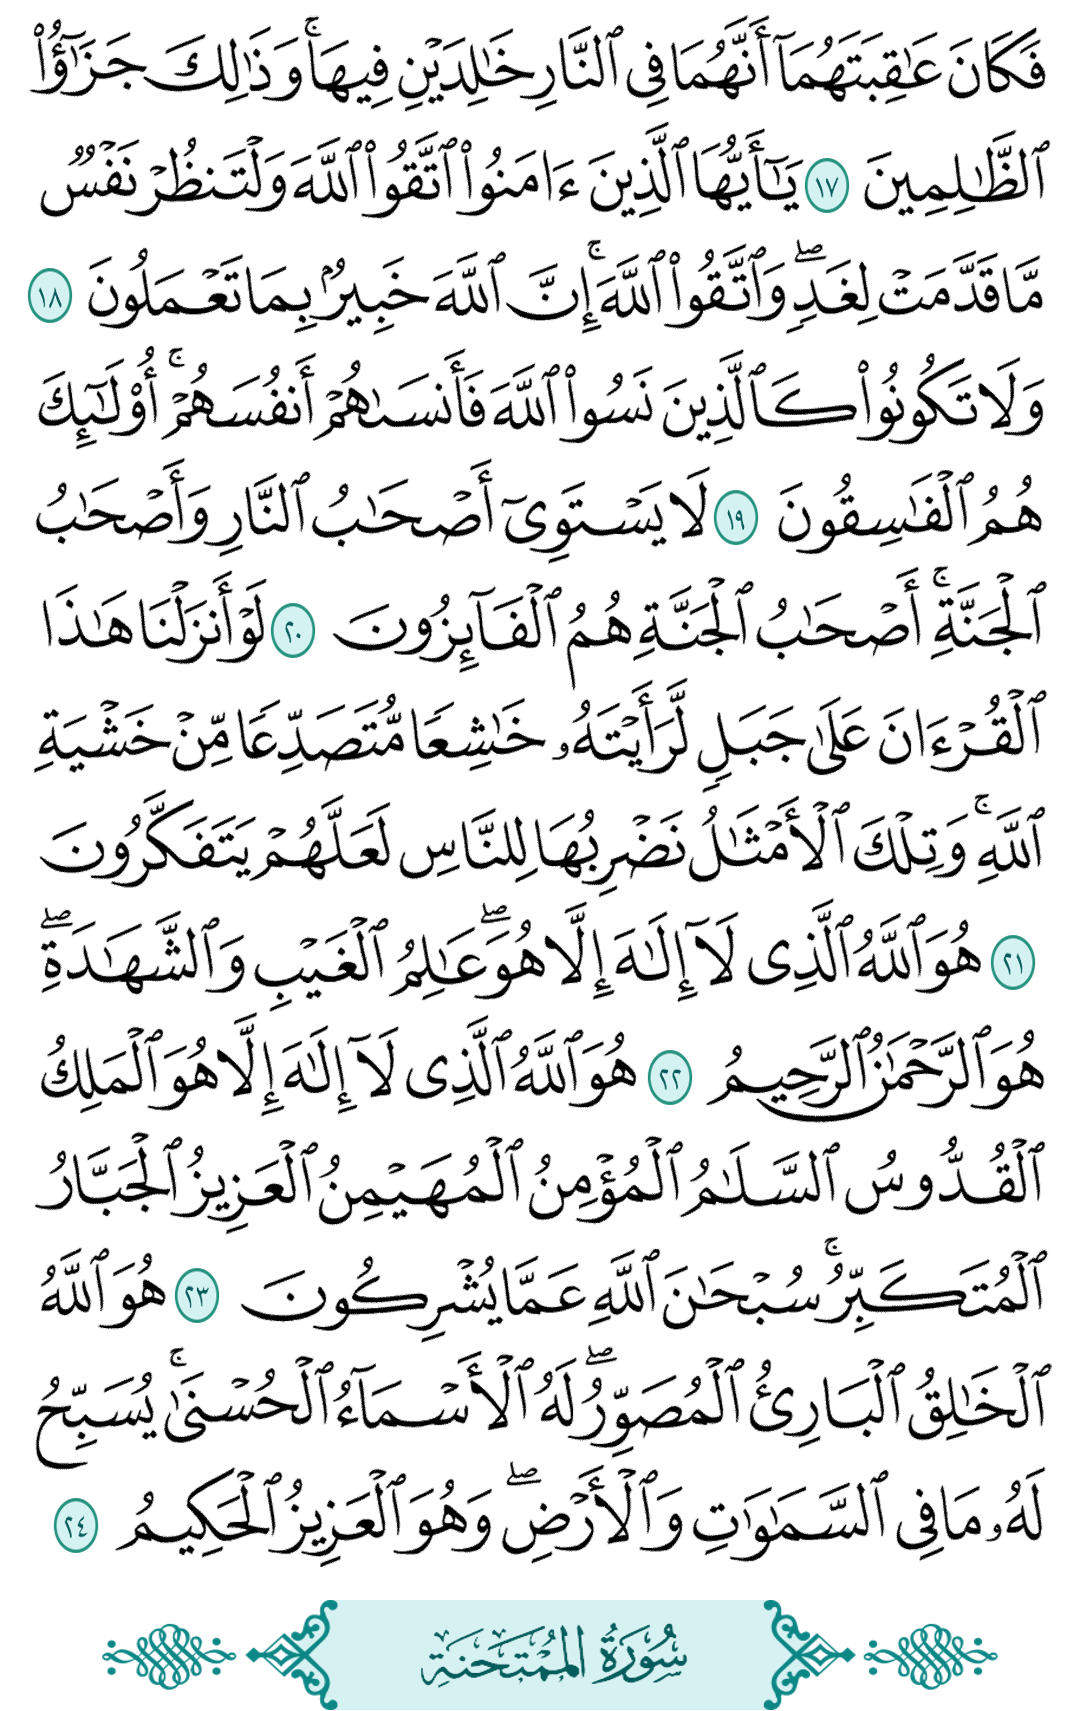 فَكَانَ عَٰقِبَتَهُمَآ أَنَّهُمَا فِى ٱلنَّارِ خَٰلِدَيْنِ فِيهَا ۚ وَذَٰلِكَ جَزَٰٓؤُا۟
ٱلظَّٰلِمِينَ ١٧ يَٰٓأَيُّهَا ٱلَّذِينَ ءَامَنُوا۟ ٱتَّقُوا۟ ٱللَّهَ وَلْتَنظُرْ نَفْسٌ
مَّا قَدَّمَتْ لِغَدٍ ۖ وَٱتَّقُوا۟ ٱللَّهَ ۚ إِنَّ ٱللَّهَ خَبِيرٌۢ بِمَا تَعْمَلُونَ ١٨
وَلَا تَكُونُوا۟ كَٱلَّذِينَ نَسُوا۟ ٱللَّهَ فَأَنسَىٰهُمْ أَنفُسَهُمْ ۚ أُو۟لَٰٓئِكَ
هُمُ ٱلْفَٰسِقُونَ ١٩ لَا يَسْتَوِىٓ أَصْحَٰبُ ٱلنَّارِ وَأَصْحَٰبُ
ٱلْجَنَّةِ ۚ أَصْحَٰبُ ٱلْجَنَّةِ هُمُ ٱلْفَآئِزُونَ ٢٠ لَوْ أَنزَلْنَا هَٰذَا
ٱلْقُرْءَانَ عَلَىٰ جَبَلٍ لَّرَأَيْتَهُۥ خَٰشِعًا مُّتَصَدِّعًا مِّنْ خَشْيَةِ
ٱللَّهِ ۚ وَتِلْكَ ٱلْأَمْثَٰلُ نَضْرِبُهَا لِلنَّاسِ لَعَلَّهُمْ يَتَفَكَّرُونَ
٢١ هُوَ ٱللَّهُ ٱلَّذِى لَآ إِلَٰهَ إِلَّا هُوَ ۖ عَٰلِمُ ٱلْغَيْبِ وَٱلشَّهَٰدَةِ ۖ
هُوَ ٱلرَّحْمَٰنُ ٱلرَّحِيمُ ٢٢ هُوَ ٱللَّهُ ٱلَّذِى لَآ إِلَٰهَ إِلَّا هُوَ ٱلْمَلِكُ
ٱلْقُدُّوسُ ٱلسَّلَٰمُ ٱلْمُؤْمِنُ ٱلْمُهَيْمِنُ ٱلْعَزِيزُ ٱلْجَبَّارُ
ٱلْمُتَكَبِّرُ ۚ سُبْحَٰنَ ٱللَّهِ عَمَّا يُشْرِكُونَ ٢٣ هُوَ ٱللَّهُ
ٱلْخَٰلِقُ ٱلْبَارِئُ ٱلْمُصَوِّرُ ۖ لَهُ ٱلْأَسْمَآءُ ٱلْحُسْنَىٰ ۚ يُسَبِّحُ
لَهُۥ مَا فِى ٱلسَّمَٰوَٰتِ وَٱلْأَرْضِ ۖ وَهُوَ ٱلْعَزِيزُ ٱلْحَكِيمُ ٢٤
سُورَةُ المُمْتَحَنَةِ